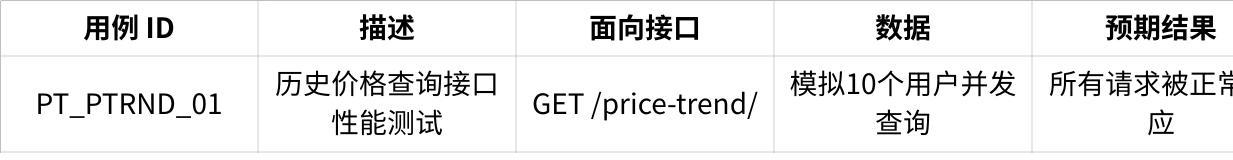 用例 ID 描述 面向接口 数据 预期结果
历史价格查询接口 模拟10个用户并发 所有请求被正常
PT_PTRND_01 GET /price-trend/
性能测试 查询 应